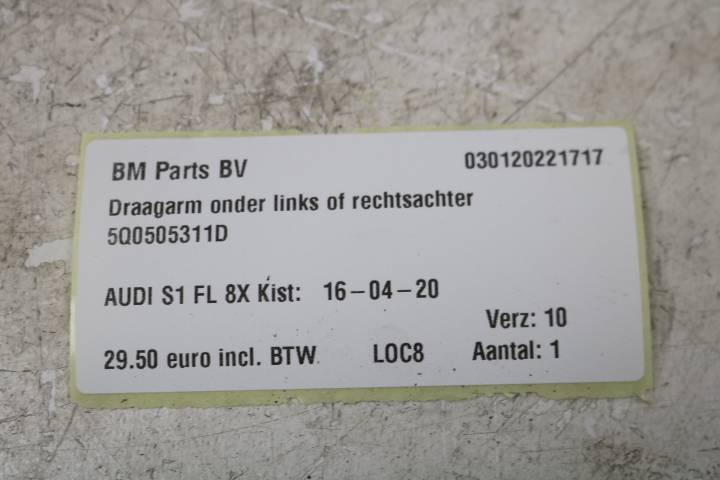 BM Parts BV 030120221717
Draagarm onder links of rechtsachter
5Q0505311D
AUDI S1 FL 8X Kist: 16-04-20
Verz: 10
29.50 euro incl. BTW LOC8 Aantal: 1